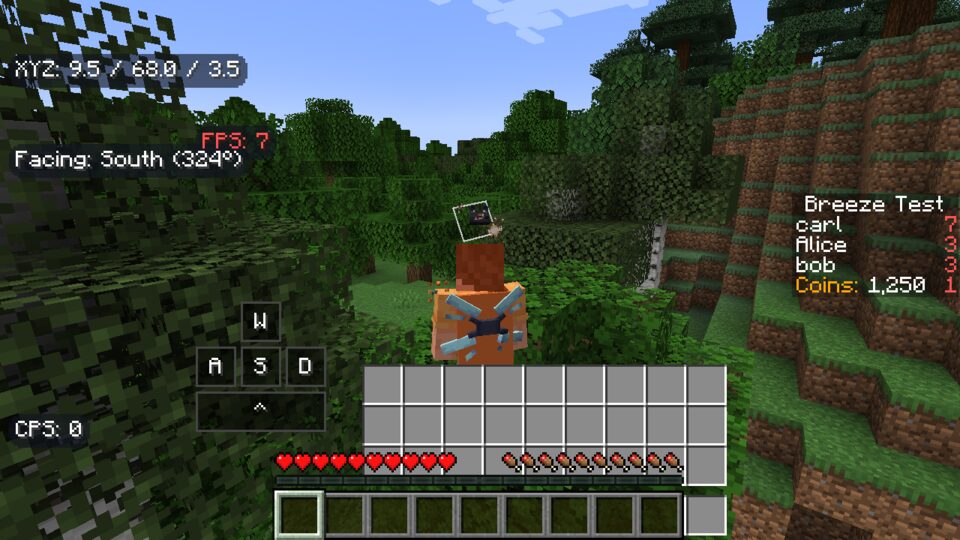 XYZ: 9.5 / 68.0 / 3.5
FPS: 7
Facing: South (324°)
Breeze Test
carl 7
Alice 3
bob 3
Coins: 1,250 1
W
A S D
^
CPS: 0